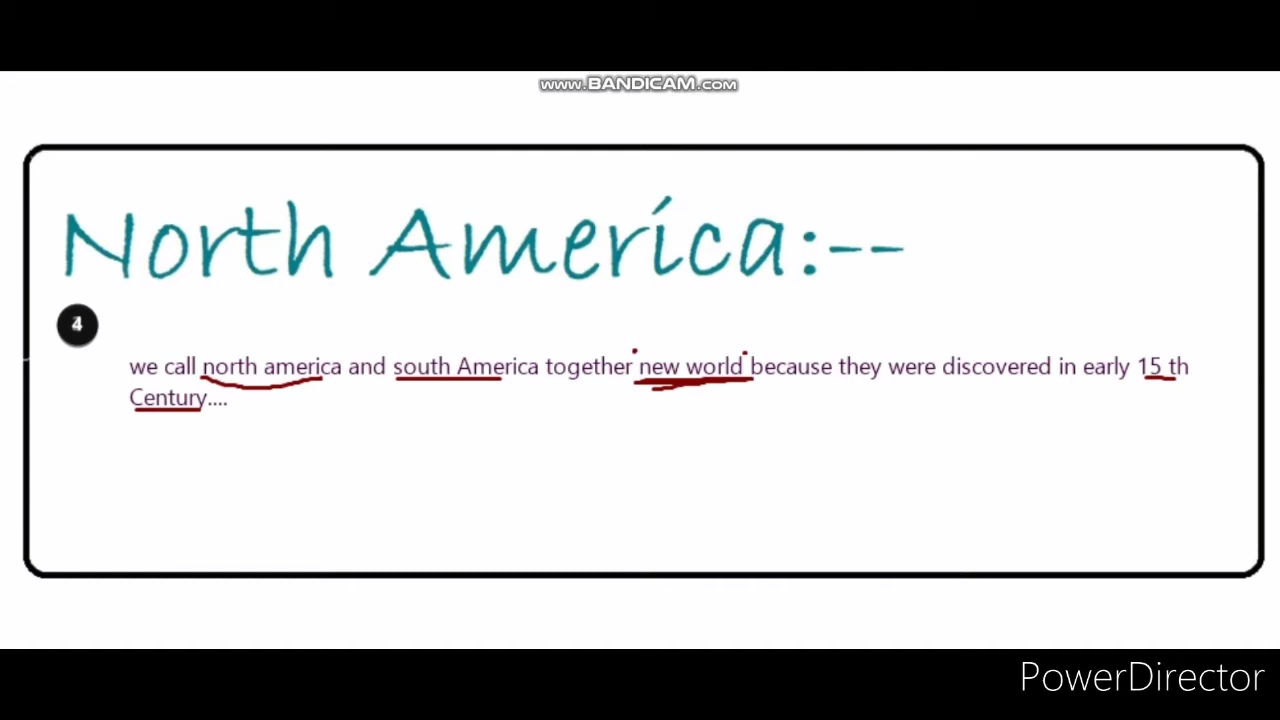 www.BANDICAM.com
North America:--
4
we call north america and south America together new world because they were discovered in early 15 th
Century....
PowerDirector